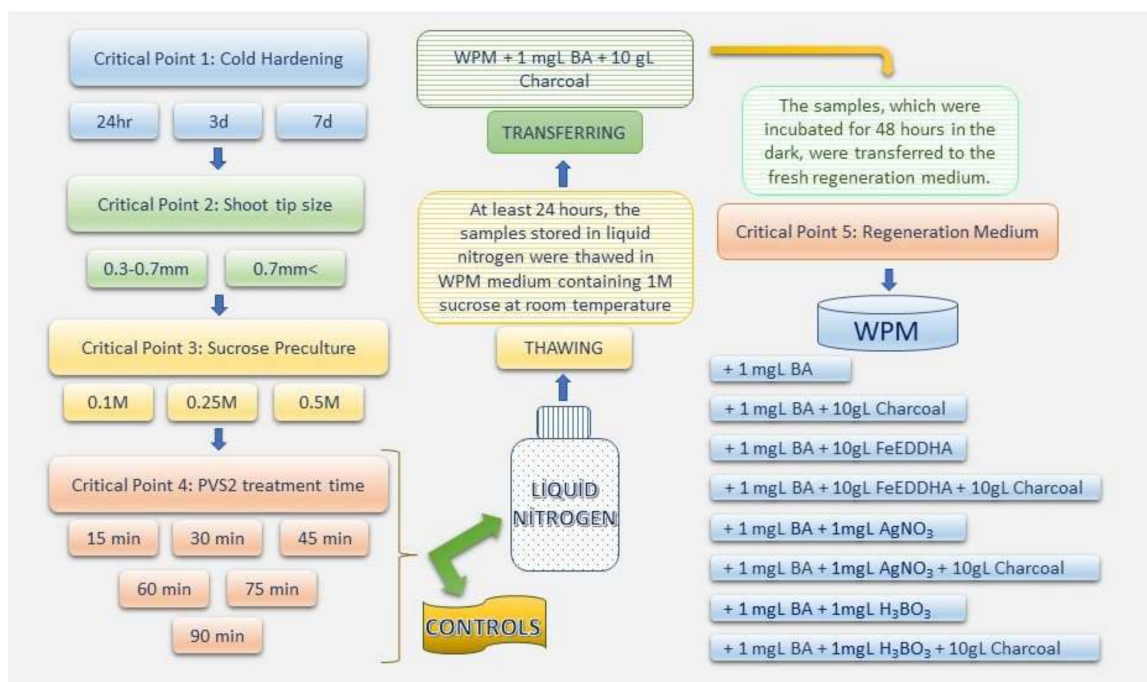 Critical Point 1: Cold Hardening
24hr
3d
7d
Critical Point 2: Shoot tip size
0.3-0.7mm
0.7mm<
Critical Point 3: Sucrose Preculture
0.1M
0.25M
0.5M
Critical Point 4: PVS2 treatment time
15 min
30 min
45 min
60 min
75 min
90 min
CONTROLS
LİQUİD
NİTROGEN
THAWING
At least 24 hours, the
samples stored in liquid
nitrogen were thawed in
WPM medium containing 1M
sucrose at room temperature
TRANSFERRING
WPM + 1 mgL BA + 10 gL
Charcoal
The samples, which were
incubated for 48 hours in the
dark, were transferred to the
fresh regeneration medium.
Critical Point 5: Regeneration Medium
WPM
+ 1 mgL BA
+ 1 mgL BA + 10gL Charcoal
+ 1 mgL BA + 10gL FeEDDHA
+ 1 mgL BA + 10gL FeEDDHA + 10gL Charcoal
+ 1 mgL BA + 1mgL AgNO₃
+ 1 mgL BA + 1mgL AgNO₃ + 10gL Charcoal
+ 1 mgL BA + 1mgL H₃BO₃
+ 1 mgL BA + 1mgL H₃BO₃ + 10gL Charcoal